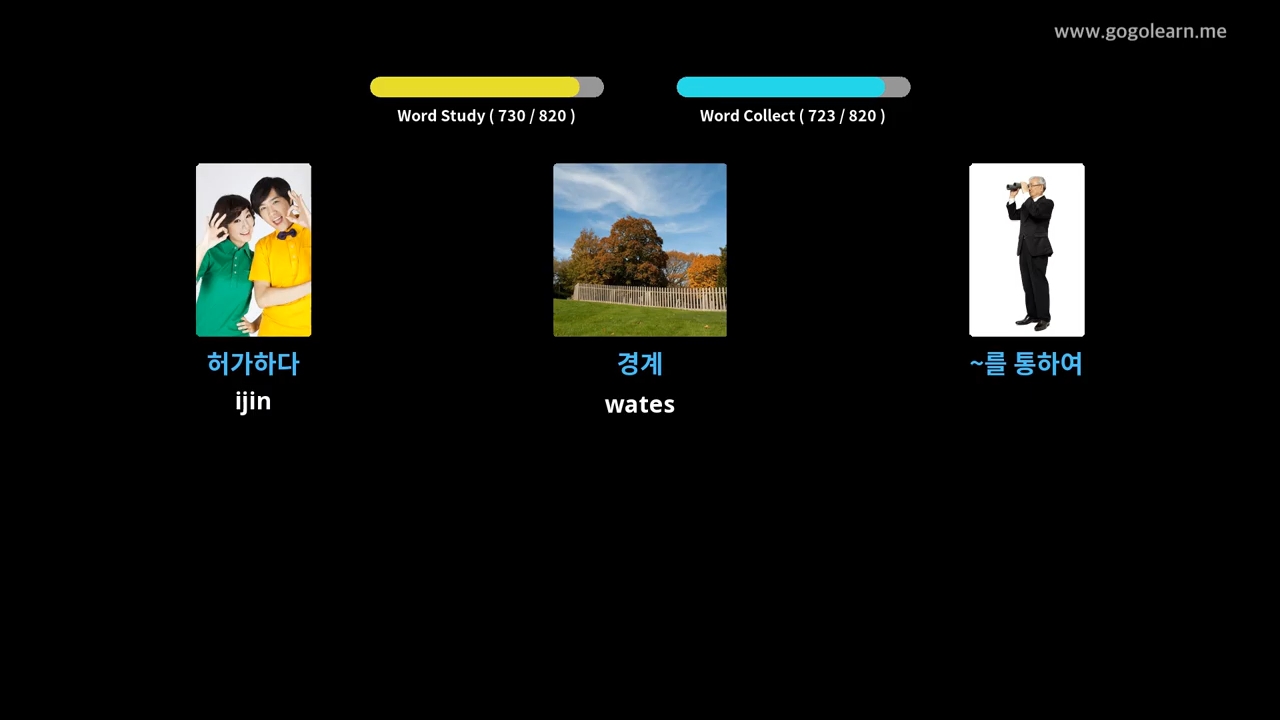 www.gogolearn.me
Word Study ( 730 / 820 )
Word Collect ( 723 / 820 )
허가하다
ijin
경계
wates
~를 통하여